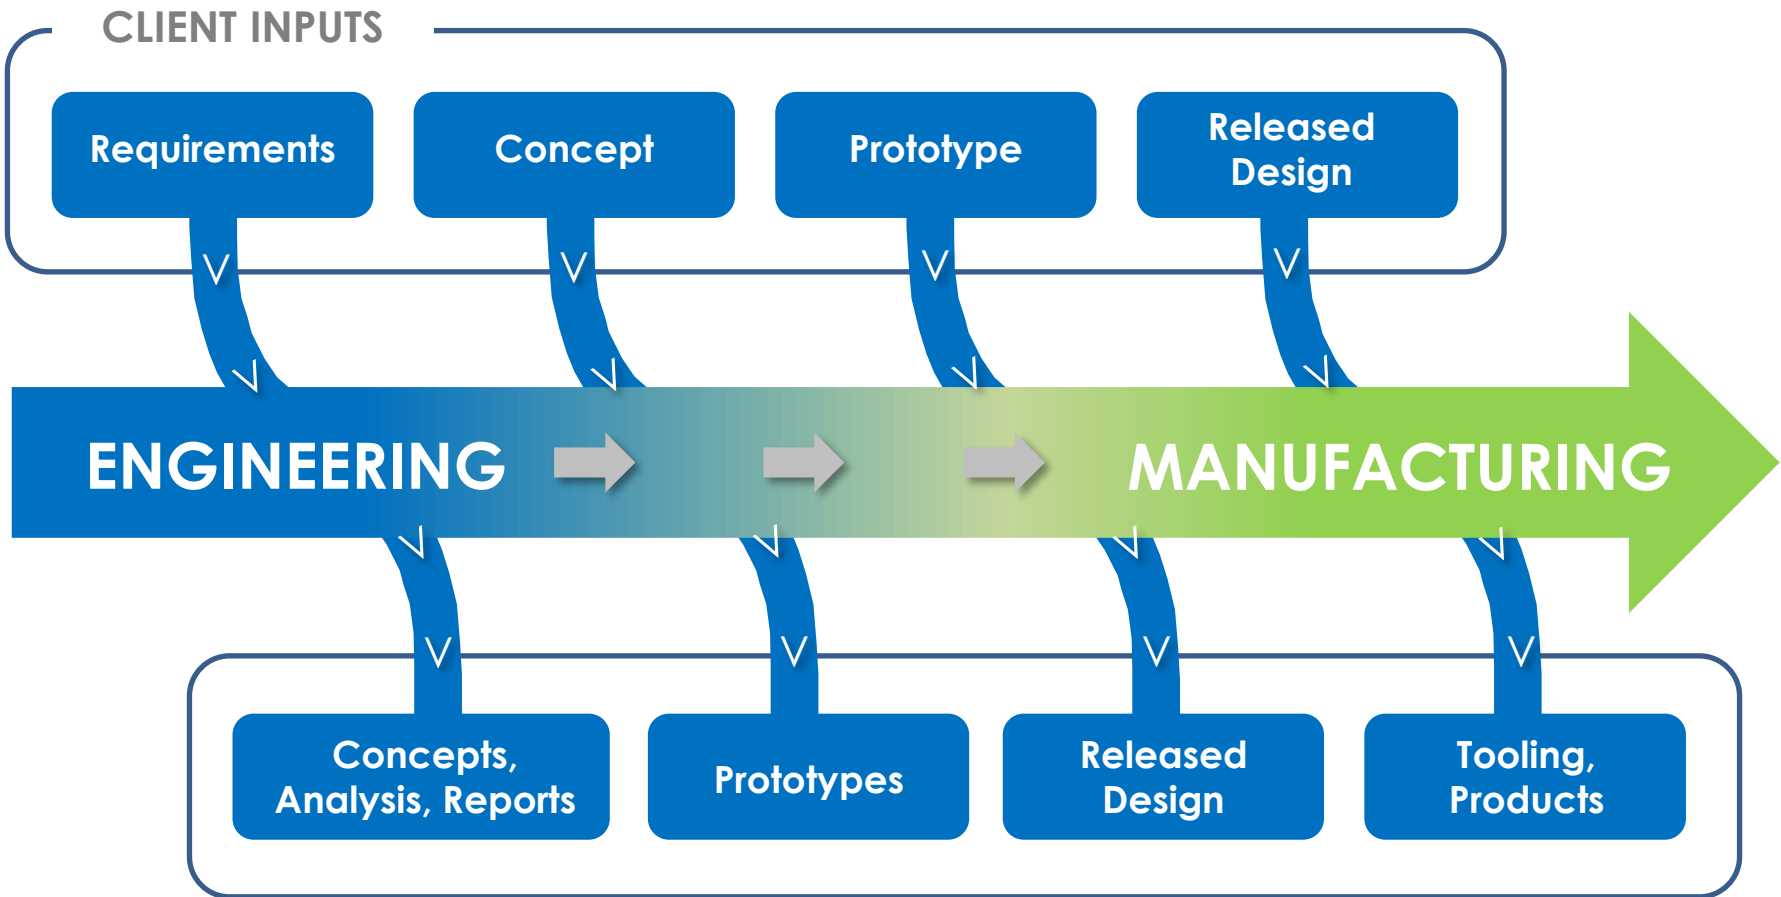 CLIENT INPUTS
Requirements
Concept
Prototype
Released
Design
ENGINEERING
MANUFACTURING
Concepts,
Analysis, Reports
Prototypes
Released
Design
Tooling,
Products